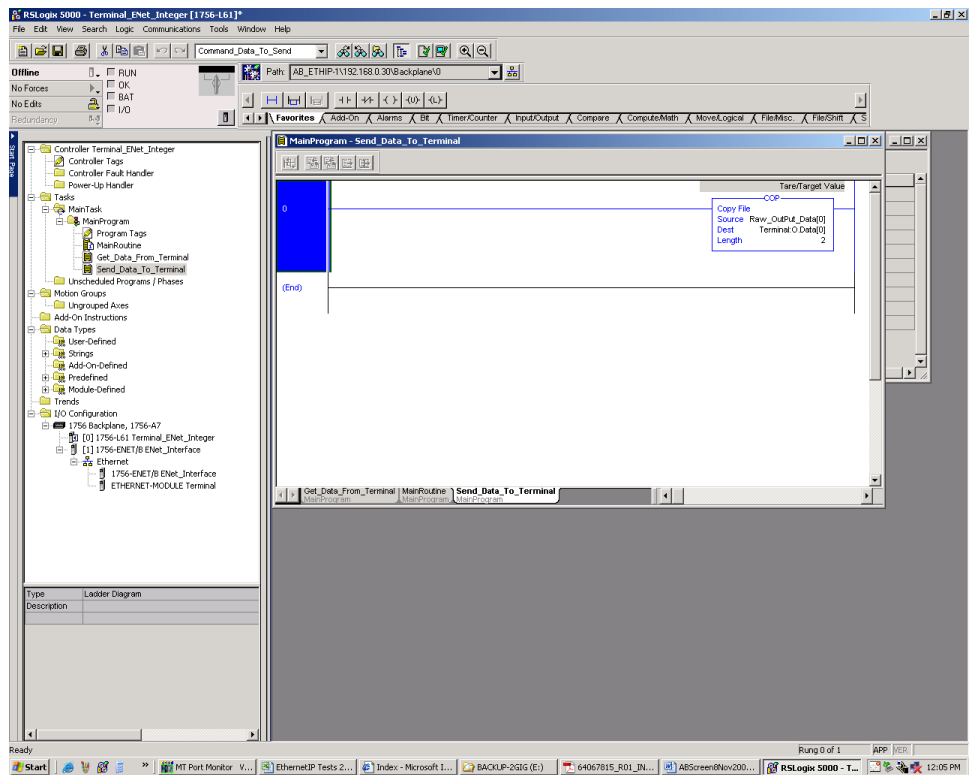 RSLogix 5000 - Terminal_ENet_Integer [1756-L61]*
File Edit View Search Logic Communications Tools Window Help
Command_Data_To_Send
Offline
RUN
Path: AB_ETHIP-1\192.168.0.30\Backplane\0
No Forces
OK
No Edits
BAT
I/O
Redundancy
Favorites Add-On Alarms Bit Timer/Counter Input/Output Compare Compute/Math Move/Logical File/Misc. File/Shift S
Start Page
Controller Terminal_ENet_Integer
Controller Tags
Controller Fault Handler
Power-Up Handler
Tasks
MainTask
MainProgram
Program Tags
MainRoutine
Get_Data_From_Terminal
Send_Data_To_Terminal
Unscheduled Programs / Phases
Motion Groups
Ungrouped Axes
Add-On Instructions
Data Types
User-Defined
Strings
Add-On-Defined
Predefined
Module-Defined
Trends
I/O Configuration
1756 Backplane, 1756-A7
[0] 1756-L61 Terminal_ENet_Integer
[1] 1756-ENET/B ENet_Interface
Ethernet
1756-ENET/B ENet_Interface
ETHERNET-MODULE Terminal
Type Ladder Diagram
Description
MainProgram - Send_Data_To_Terminal
Tare/Target Value
0
COP
Copy File
Source Raw_OutPut_Data[0]
Dest Terminal:O.Data[0]
Length 2
(End)
Get_Data_From_Terminal MainRoutine Send_Data_To_Terminal
MainProgram MainProgram MainProgram
Ready
Rung 0 of 1 APP VER
Start » MT Port Monitor V... EthernetIP Tests 2... Index - Microsoft I... BACKUP-2GIG (E:) 64067815_R01_IN... ABScreen8Nov200... RSLogix 5000 - T... 12:05 PM